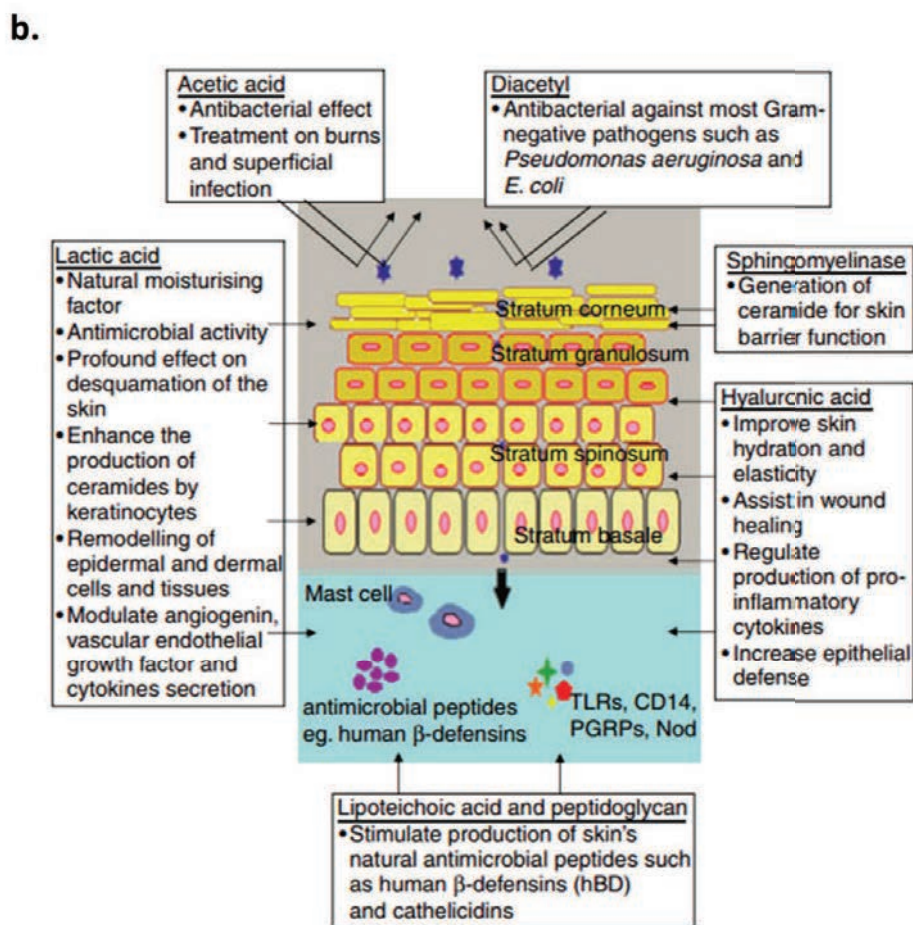 b.
Acetic acid
•Antibacterial effect
•Treatment on burns
and superficial
infection
Diacetyl
•Antibacterial against most Gram-
negative pathogens such as
Pseudomonas aeruginosa and
E. coli
Lactic acid
•Natural moisturising
factor
•Antimicrobial activity
•Profound effect on
desquamation of the
skin
•Enhance the
production of
ceramides by
keratinocytes
•Remodelling of
epidermal and dermal
cells and tissues
•Modulate angiogenin,
vascular endothelial
growth factor and
cytokines secretion
Stratum corneum
Stratum granulosum
Stratum spinosum
Stratum basale
Mast cell
antimicrobial peptides
eg. human β-defensins
TLRs, CD14,
PGRPs, Nod
Sphingomyelinase
•Generation of
ceramide for skin
barrier function
Hyaluronic acid
•Improve skin
hydration and
elasticity
•Assist in wound
healing
•Regulate
production of pro-
inflammatory
cytokines
•Increase epithelial
defense
Lipoteichoic acid and peptidoglycan
•Stimulate production of skin's
natural antimicrobial peptides such
as human β-defensins (hBD)
and cathelicidins